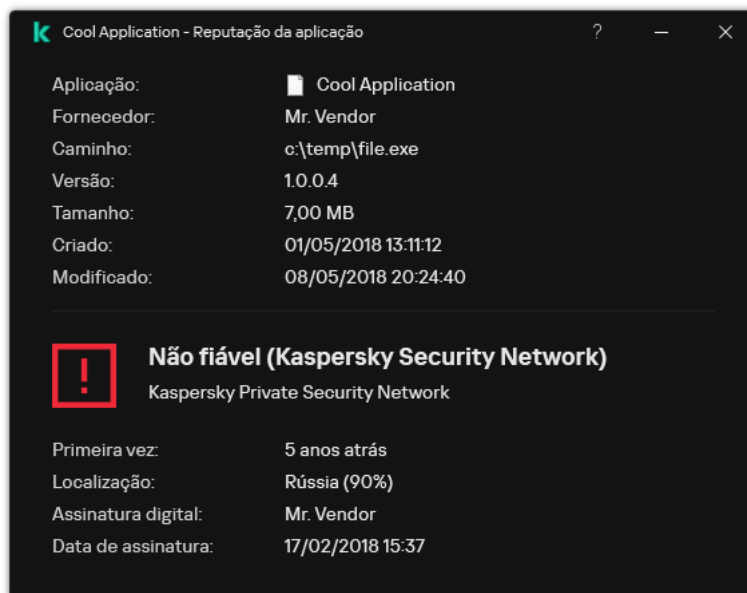 Cool Application - Reputação da aplicação ?
Aplicação: Cool Application
Fornecedor: Mr. Vendor
Caminho: c:\temp\file.exe
Versão: 1.0.0.4
Tamanho: 7,00 MB
Criado: 01/05/2018 13:11:12
Modificado: 08/05/2018 20:24:40
Não fiável (Kaspersky Security Network)
Kaspersky Private Security Network
Primeira vez: 5 anos atrás
Localização: Rússia (90%)
Assinatura digital: Mr. Vendor
Data de assinatura: 17/02/2018 15:37